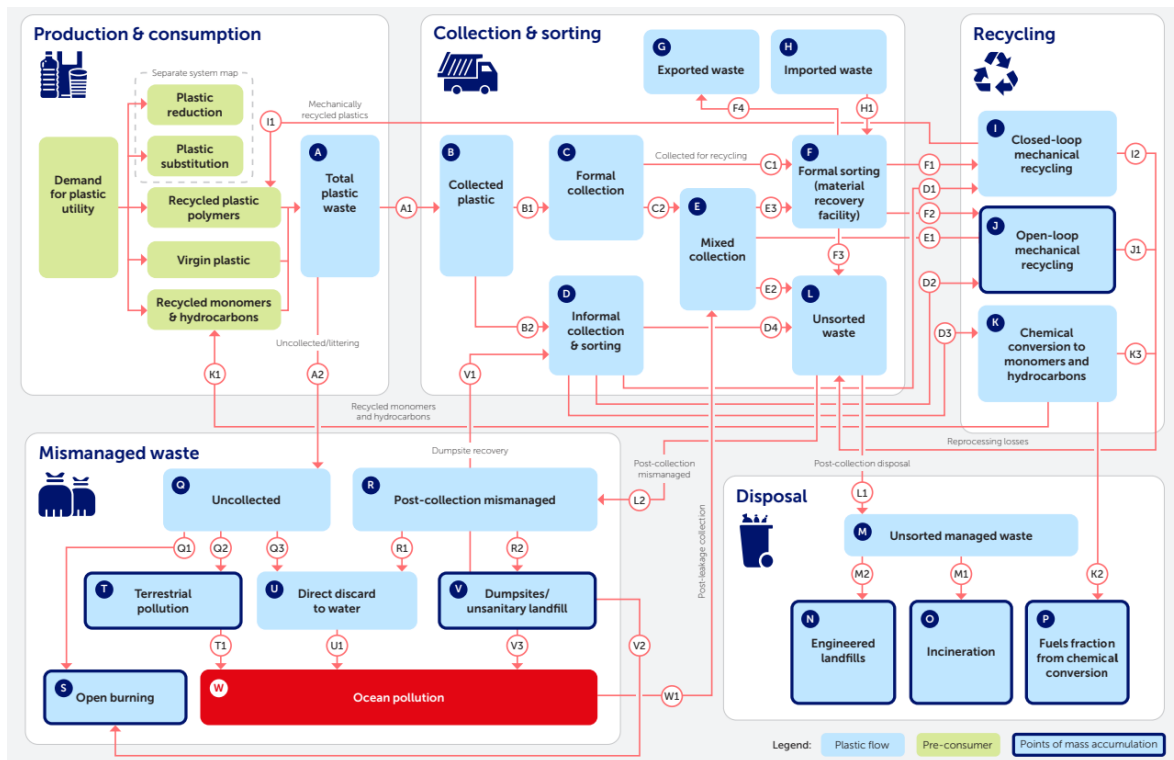 Production & consumption
Separate system map
Plastic
reduction
Plastic
substitution
Demand
for plastic
utility
Recycled plastic
polymers
Virgin plastic
Recycled monomers
& hydrocarbons
Mechanically
recycled plastics
I1
A
Total
plastic
waste
A1
Uncollected/littering
A2
K1
Recycled monomers
and hydrocarbons
Collection & sorting
G
Exported waste
H
Imported waste
F4
H1
B
Collected
plastic
B1
B2
C
Formal
collection
Collected for recycling
C1
C2
D
Informal
collection
& sorting
D4
V1
E
Mixed
collection
E3
E2
E1
F
Formal sorting
(material
recovery
facility)
F1
D1
F2
F3
D2
D3
L
Unsorted
waste
Recycling
I
Closed-loop
mechanical
recycling
I2
J
Open-loop
mechanical
recycling
J1
K
Chemical
conversion to
monomers and
hydrocarbons
K3
Reprocessing losses
Mismanaged waste
Dumpsite recovery
Post-collection
mismanaged
L2
Post-leakage collection
Post-collection disposal
L1
Q
Uncollected
R
Post-collection mismanaged
Q1
Q2
Q3
R1
R2
T
Terrestrial
pollution
U
Direct discard
to water
V
Dumpsites/
unsanitary landfill
T1
U1
V3
V2
S
Open burning
W
Ocean pollution
W1
Disposal
M
Unsorted managed waste
M2
M1
K2
N
Engineered
landfills
O
Incineration
P
Fuels fraction
from chemical
conversion
Legend:
Plastic flow
Pre-consumer
Points of mass accumulation